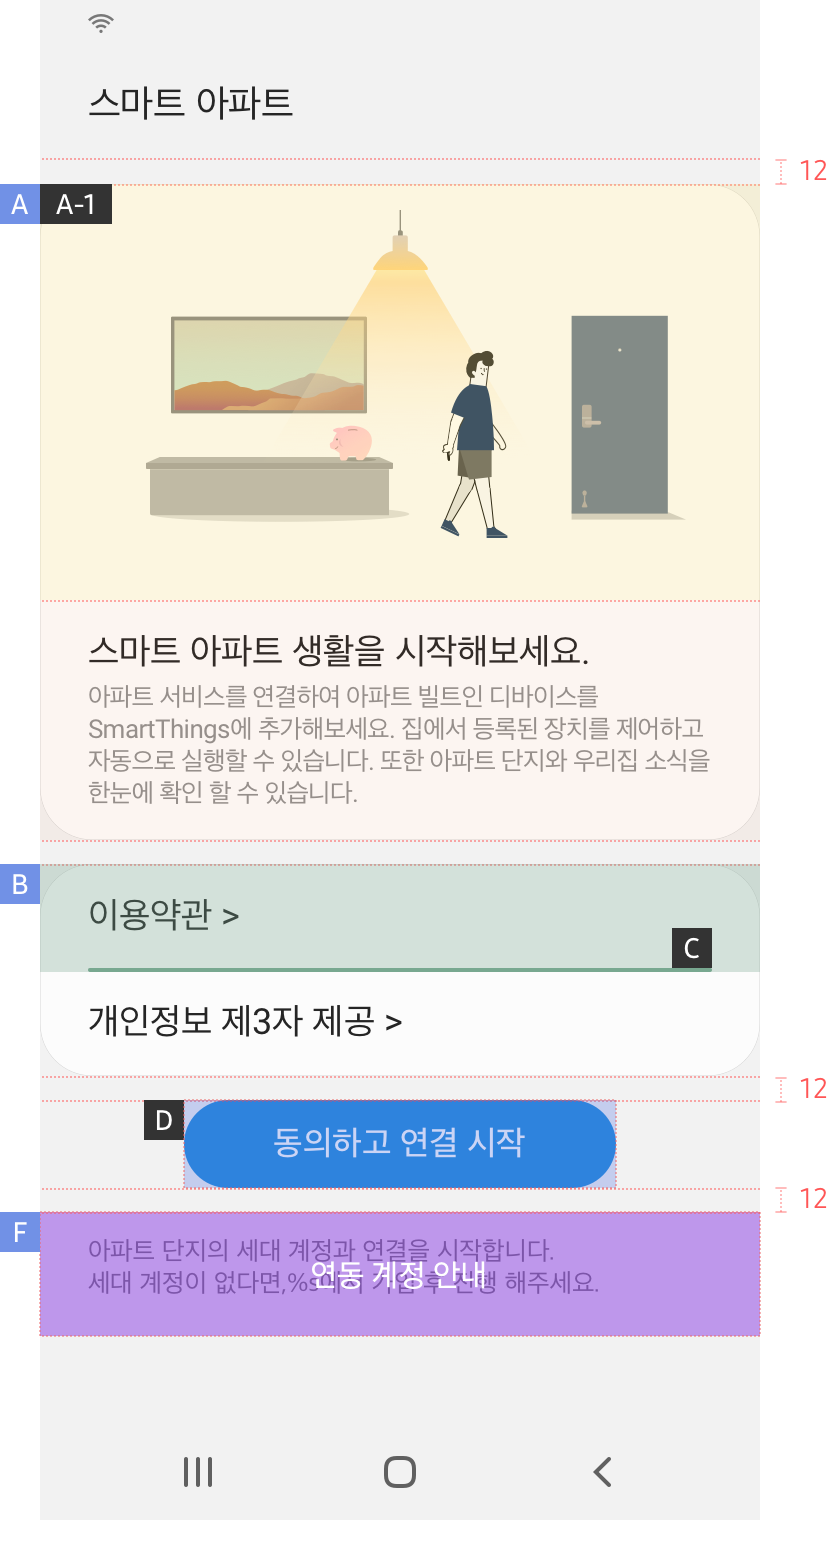 스마트 아파트
12
A A-1
스마트 아파트 생활을 시작해보세요.
아파트 서비스를 연결하여 아파트 빌트인 디바이스를
SmartThings에 추가해보세요. 집에서 등록된 장치를 제어하고
자동으로 실행할 수 있습니다. 또한 아파트 단지와 우리집 소식을
한눈에 확인 할 수 있습니다.
B
이용약관 >
C
개인정보 제3자 제공 >
12
D
동의하고 연결 시작
12
F
아파트 단지의 세대 계정과 연결을 시작합니다.
연동 계정 안내
세대 계정이 없다면,%s에서 가입 후 진행 해주세요.